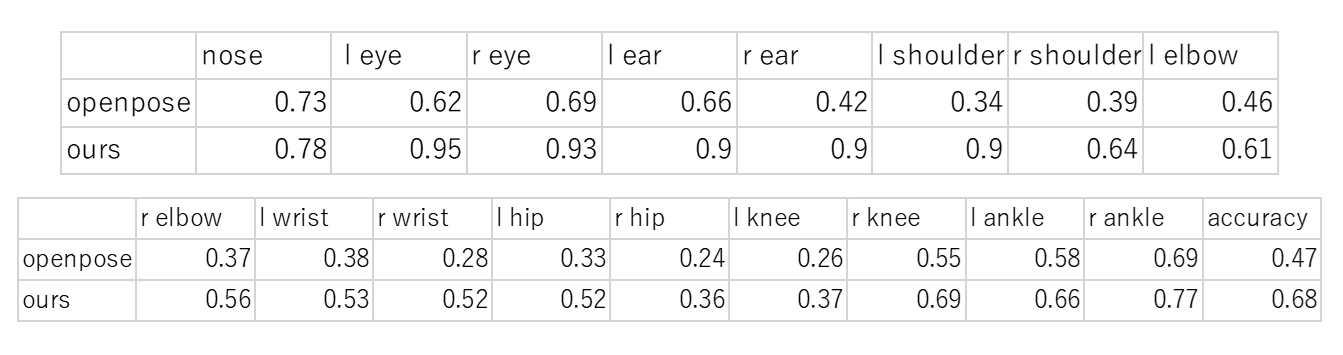 nose l eye r eye l ear r ear l shoulder r shoulder l elbow
openpose 0.73 0.62 0.69 0.66 0.42 0.34 0.39 0.46
ours 0.78 0.95 0.93 0.9 0.9 0.9 0.64 0.61
r elbow l wrist r wrist l hip r hip l knee r knee l ankle r ankle accuracy
openpose 0.37 0.38 0.28 0.33 0.24 0.26 0.55 0.58 0.69 0.47
ours 0.56 0.53 0.52 0.52 0.36 0.37 0.69 0.66 0.77 0.68